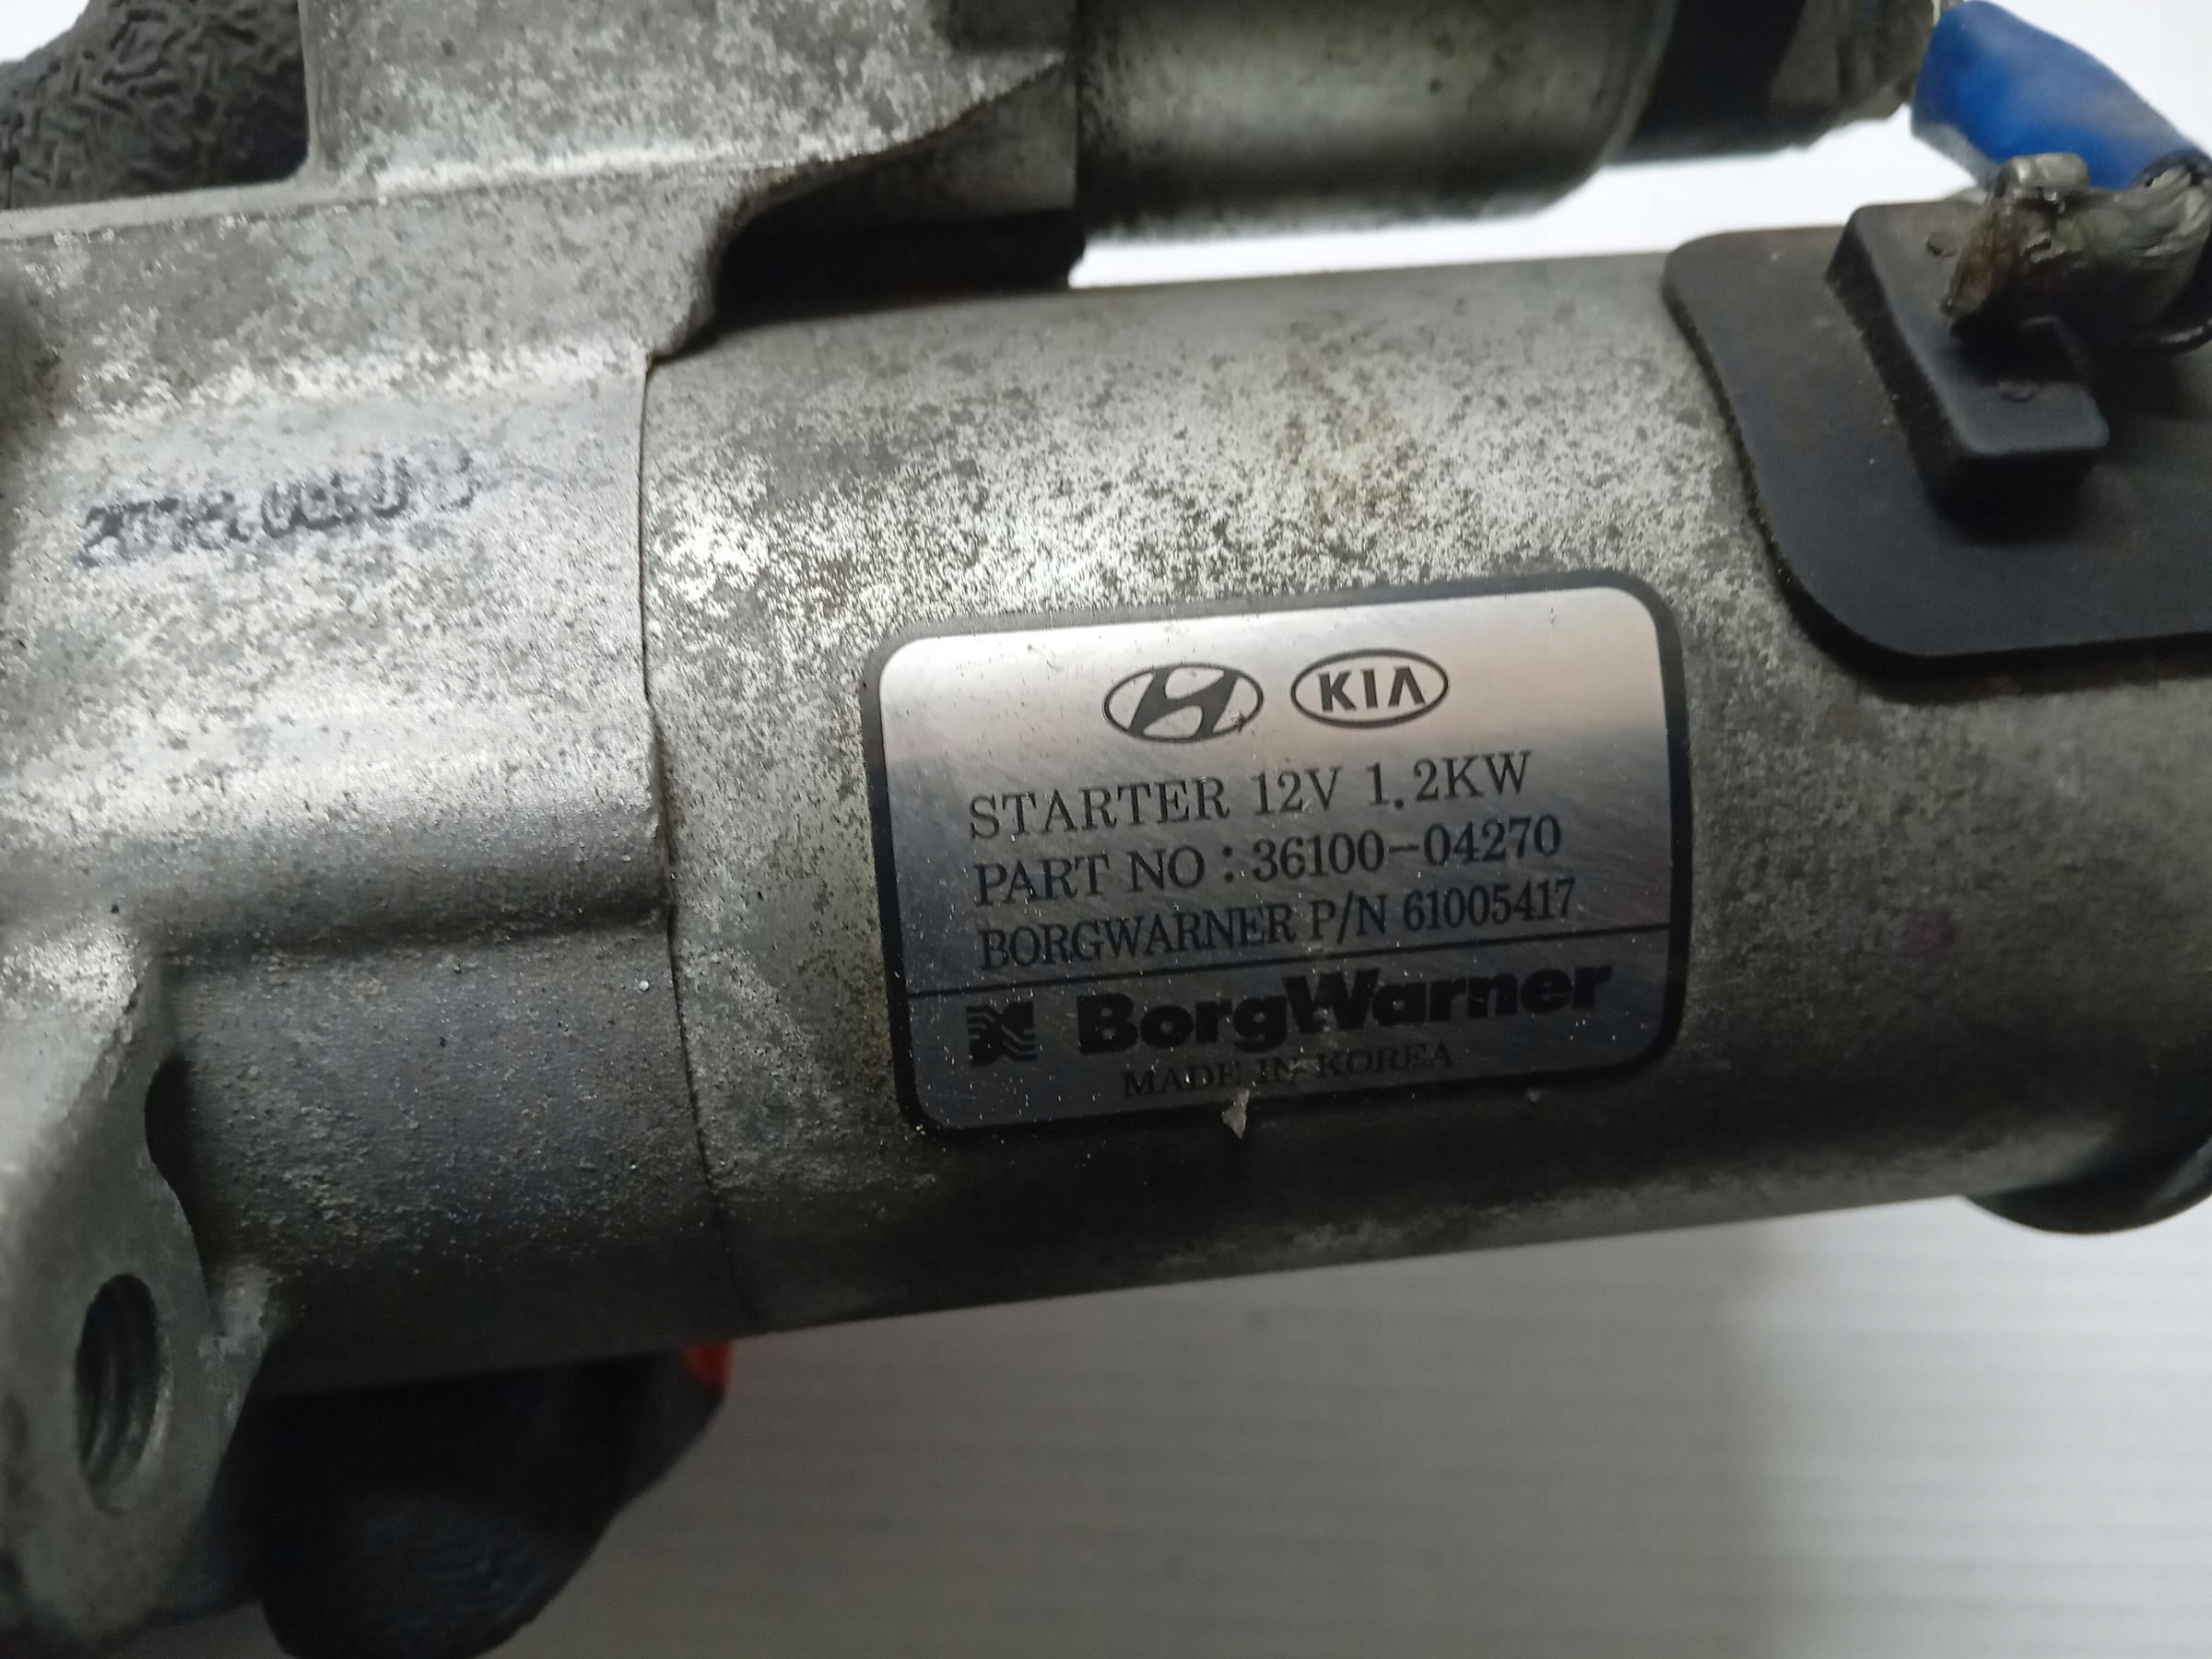 KIA
STARTER 12V 1.2KW
PART NO : 36100-04270
BORGWARNER P/N 61005417
BorgWarner
MADE IN KOREA